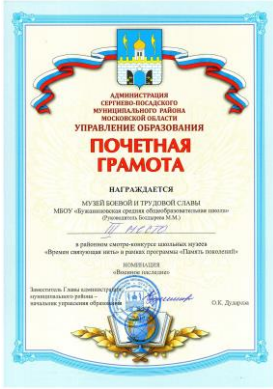 АДМИНИСТРАЦИЯ
СЕРГИЕВО-ПОСАДСКОГО
МУНИЦИПАЛЬНОГО РАЙОНА
МОСКОВСКОЙ ОБЛАСТИ
УПРАВЛЕНИЕ ОБРАЗОВАНИЯ
ПОЧЕТНАЯ
ГРАМОТА
НАГРАЖДАЕТСЯ
МУЗЕЙ БОЕВОЙ И ТРУДОВОЙ СЛАВЫ
МБОУ «Бужаниновская средняя общеобразовательная школа»
(Руководитель Бондарева М.М.)
III место
в районном смотре-конкурсе школьных музеев
«Времен связующая нить» в рамках программы «Память поколений»
НОМИНАЦИЯ
«Военное наследие»
Заместитель Главы администрации
муниципального района –
начальник управления образования
О.К. Дударева